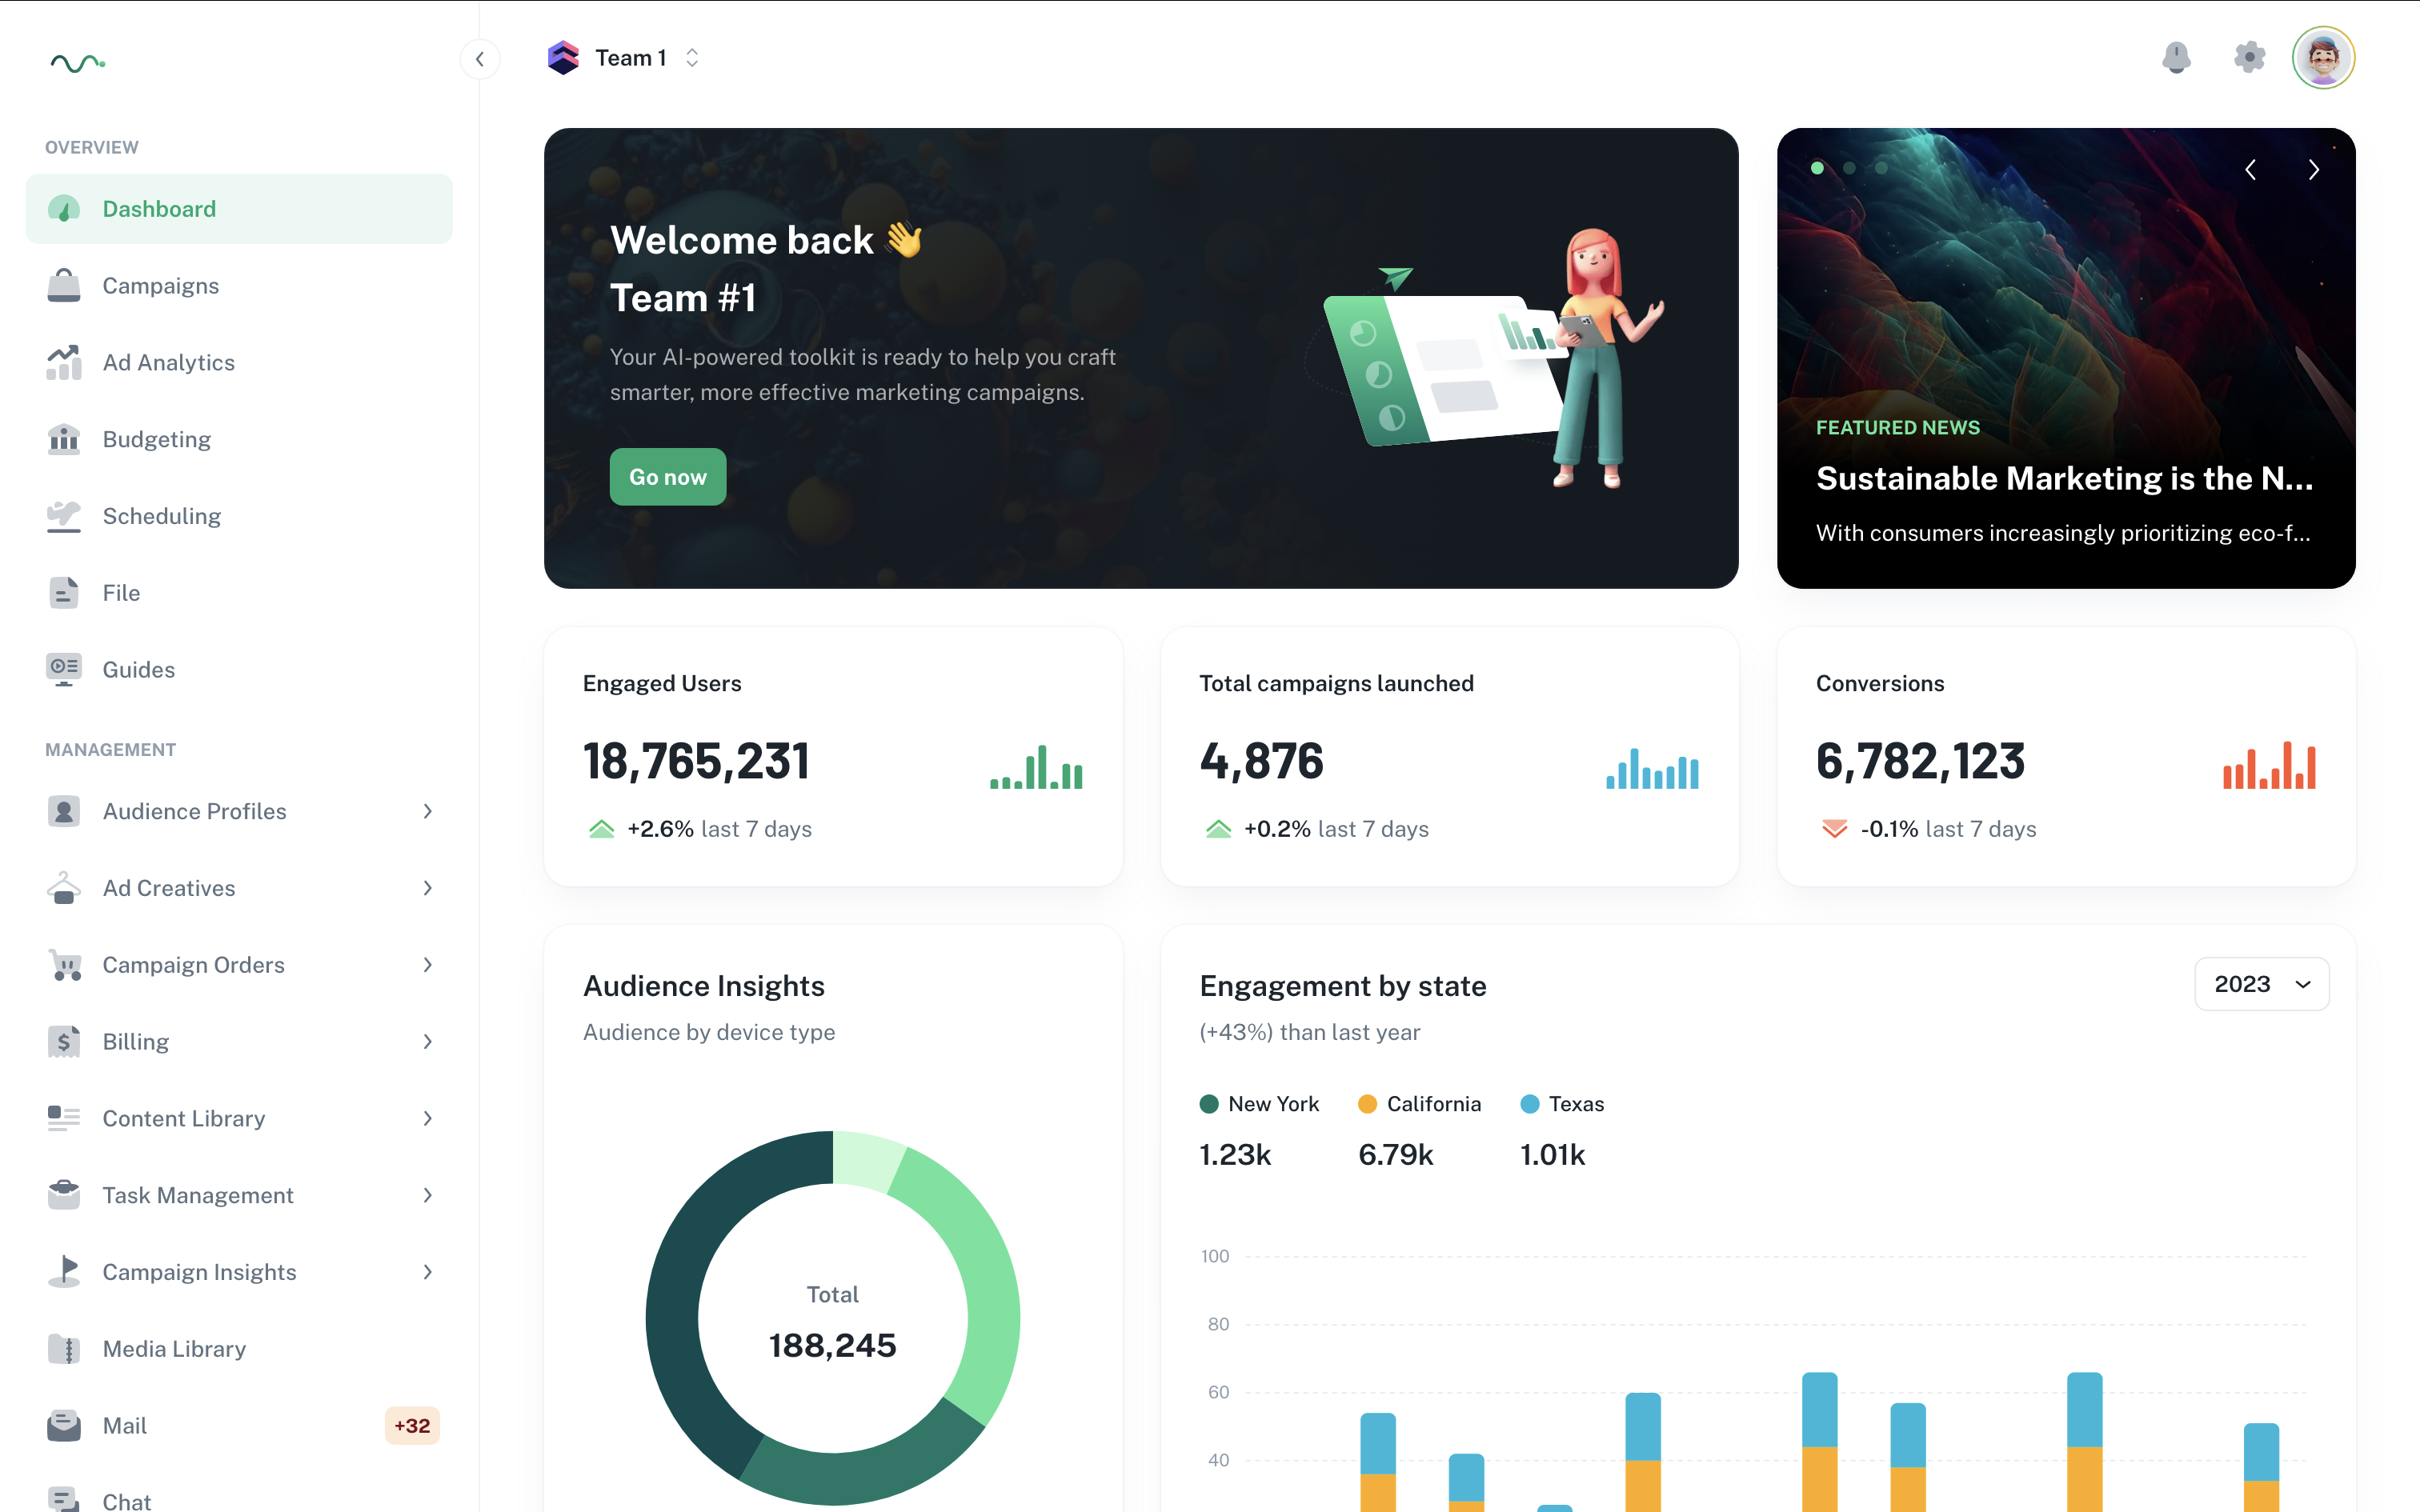 Team 1
OVERVIEW
Dashboard
Campaigns
Ad Analytics
Budgeting
Scheduling
File
Guides
MANAGEMENT
Audience Profiles
Ad Creatives
Campaign Orders
Billing
Content Library
Task Management
Campaign Insights
Media Library
Mail
+32
Chat
Welcome back 👋
Team #1
Your AI-powered toolkit is ready to help you craft
smarter, more effective marketing campaigns.
Go now
FEATURED NEWS
Sustainable Marketing is the N...
With consumers increasingly prioritizing eco-f...
Engaged Users
18,765,231
+2.6% last 7 days
Total campaigns launched
4,876
+0.2% last 7 days
Conversions
6,782,123
-0.1% last 7 days
Audience Insights
Audience by device type
Total
188,245
Engagement by state
(+43%) than last year
2023
New York
1.23k
California
6.79k
Texas
1.01k
100
80
60
40